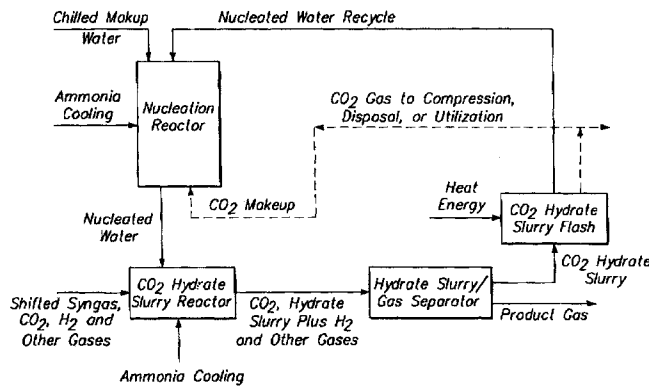 Chilled Makup
Water
Nucleated Water Recycle
Ammonia
Cooling
Nucleation
Reactor
CO2 Gas to Compression,
Disposal, or Utilization
CO2 Makeup
Heat
Energy
CO2 Hydrate
Slurry Flash
Nucleated
Water
CO2 Hydrate
Slurry
CO2 Hydrate
Slurry Reactor
Hydrate Slurry/
Gas Separator
Shifted Syngas,
CO2, H2 and
Other Gases
CO2, Hydrate
Slurry Plus H2
and Other Gases
Product Gas
Ammonia Cooling